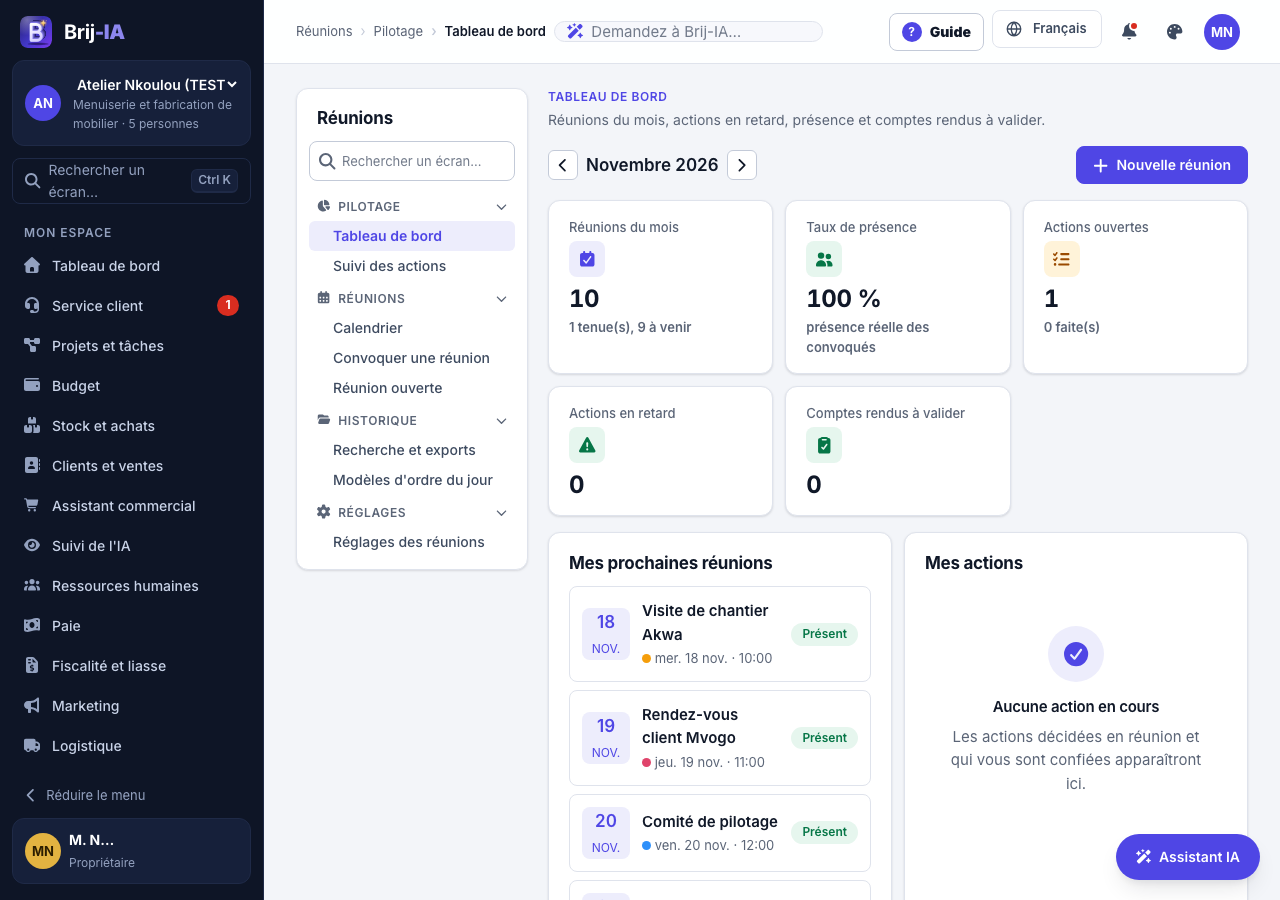 Brij-IA
AN
Atelier Nkoulou (TEST
Menuiserie et fabrication de
mobilier · 5 personnes
Rechercher un
écran...
Ctrl K
MON ESPACE
Tableau de bord
Service client
1
Projets et tâches
Budget
Stock et achats
Clients et ventes
Assistant commercial
Suivi de l'IA
Ressources humaines
Paie
Fiscalité et liasse
Marketing
Logistique
Réduire le menu
MN
M. N...
Propriétaire
Réunions
Pilotage
Tableau de bord
Demandez à Brij-IA...
? Guide
Français
MN
Réunions
Rechercher un écran...
PILOTAGE
Tableau de bord
Suivi des actions
RÉUNIONS
Calendrier
Convoquer une réunion
Réunion ouverte
HISTORIQUE
Recherche et exports
Modèles d'ordre du jour
RÉGLAGES
Réglages des réunions
TABLEAU DE BORD
Réunions du mois, actions en retard, présence et comptes rendus à valider.
Novembre 2026
Nouvelle réunion
Réunions du mois
10
1 tenue(s), 9 à venir
Taux de présence
100 %
présence réelle des
convoqués
Actions ouvertes
1
0 faite(s)
Actions en retard
0
Comptes rendus à valider
0
Mes prochaines réunions
18
NOV.
Visite de chantier
Akwa
mer. 18 nov. · 10:00
Présent
19
NOV.
Rendez-vous
client Mvogo
jeu. 19 nov. · 11:00
Présent
20
NOV.
Comité de pilotage
ven. 20 nov. · 12:00
Présent
Mes actions
Aucune action en cours
Les actions décidées en réunion et
qui vous sont confiées apparaîtront
ici.
Assistant IA